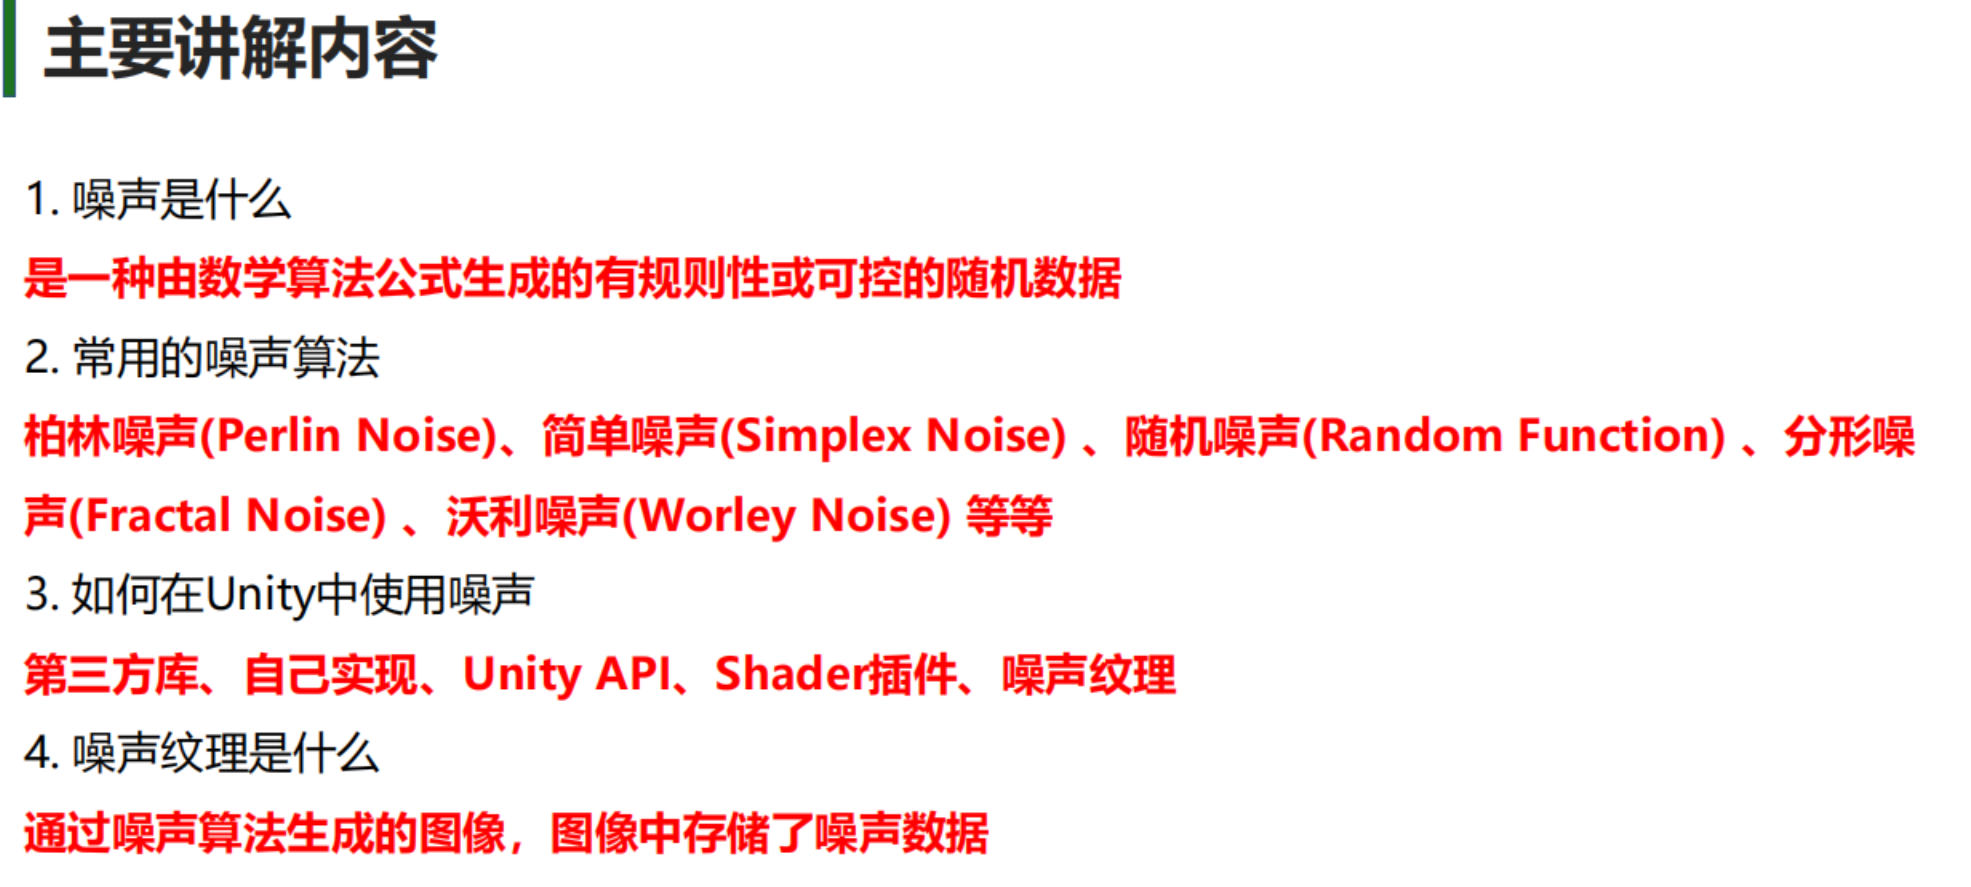 主要讲解内容
1. 噪声是什么
是一种由数学算法公式生成的有规则性或可控的随机数据
2. 常用的噪声算法
柏林噪声(Perlin Noise)、简单噪声(Simplex Noise) 、随机噪声(Random Function) 、分形噪
声(Fractal Noise) 、沃利噪声(Worley Noise) 等等
3. 如何在Unity中使用噪声
第三方库、自己实现、Unity API、Shader插件、噪声纹理
4. 噪声纹理是什么
通过噪声算法生成的图像，图像中存储了噪声数据